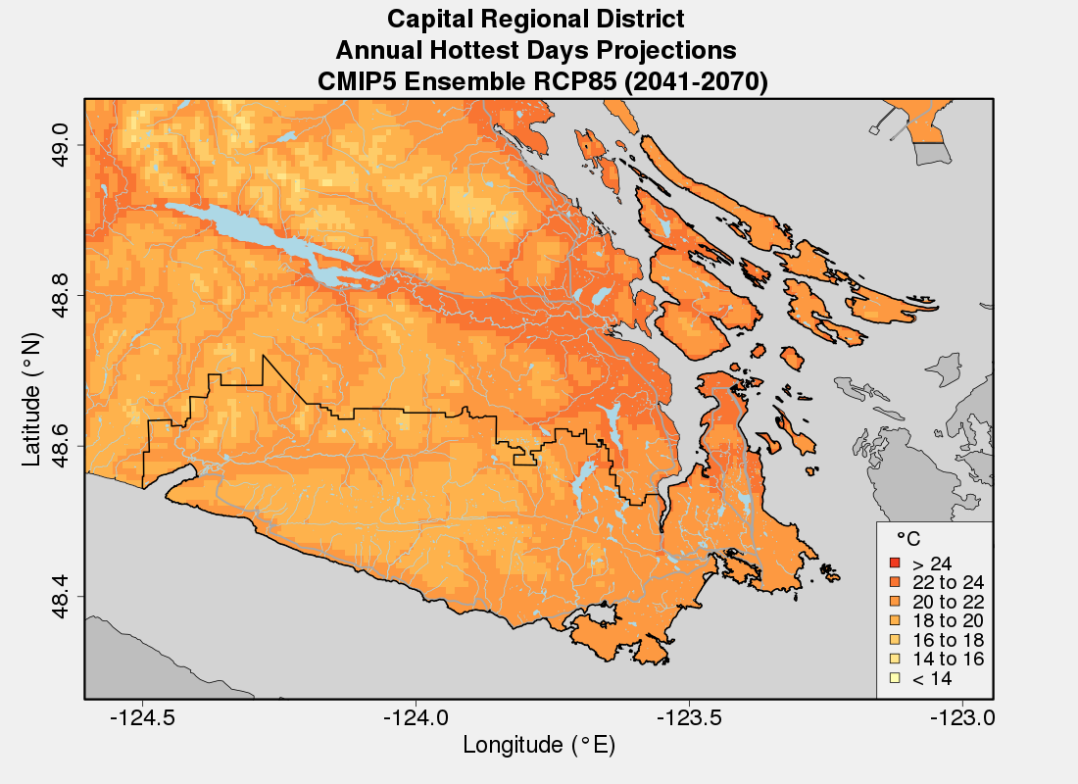 Capital Regional District
Annual Hottest Days Projections
CMIP5 Ensemble RCP85 (2041-2070)
49.0
48.8
48.6
48.4
Latitude (°N)
°C
> 24
22 to 24
20 to 22
18 to 20
16 to 18
14 to 16
< 14
-124.5
-124.0
-123.5
-123.0
Longitude (°E)